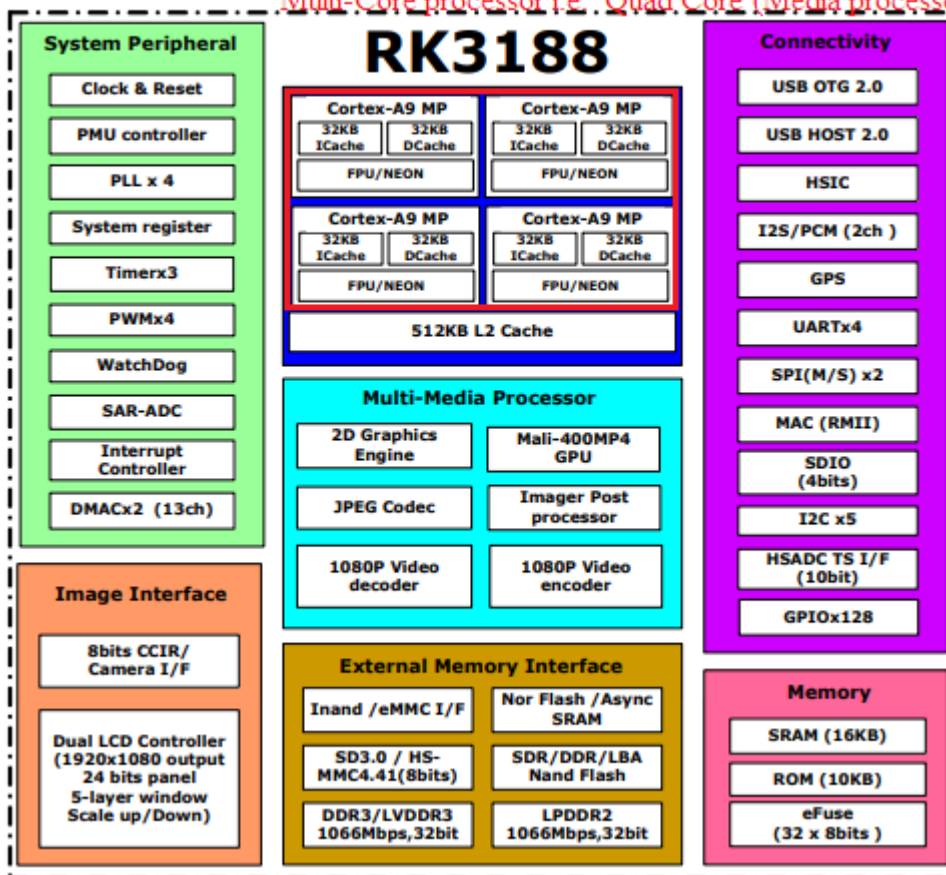 Multi-Core processor i.e. Quad Core (Media processo
RK3188
System Peripheral
Clock & Reset
PMU controller
PLL x 4
System register
Timerx3
PWMx4
WatchDog
SAR-ADC
Interrupt
Controller
DMACx2 (13ch)
Image Interface
8bits CCIR/
Camera I/F
Dual LCD Controller
(1920x1080 output
24 bits panel
5-layer window
Scale up/Down)
Cortex-A9 MP
32KB
ICache
32KB
DCache
FPU/NEON
Cortex-A9 MP
32KB
ICache
32KB
DCache
FPU/NEON
Cortex-A9 MP
32KB
ICache
32KB
DCache
FPU/NEON
Cortex-A9 MP
32KB
ICache
32KB
DCache
FPU/NEON
512KB L2 Cache
Multi-Media Processor
2D Graphics
Engine
Mali-400MP4
GPU
JPEG Codec
Imager Post
processor
1080P Video
decoder
1080P Video
encoder
External Memory Interface
Inand /eMMC I/F
Nor Flash /Async
SRAM
SD3.0 / HS-
MMC4.41(8bits)
SDR/DDR/LBA
Nand Flash
DDR3/LVDDR3
1066Mbps,32bit
LPDDR2
1066Mbps,32bit
Connectivity
USB OTG 2.0
USB HOST 2.0
HSIC
I2S/PCM (2ch )
GPS
UARTx4
SPI(M/S) x2
MAC (RMII)
SDIO
(4bits)
I2C x5
HSADC TS I/F
(10bit)
GPIOx128
Memory
SRAM (16KB)
ROM (10KB)
eFuse
(32 x 8bits )